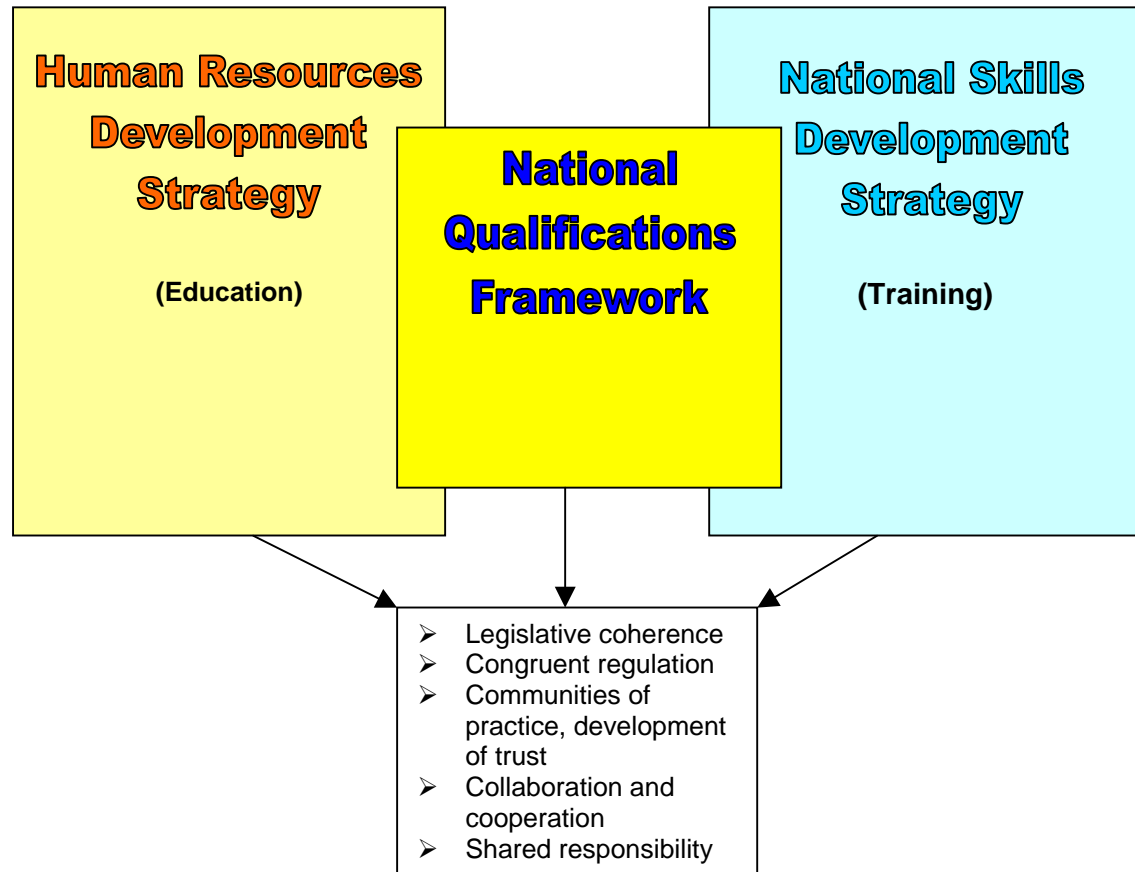 Human Resources
Development
Strategy
(Education)
National
Qualifications
Framework
National Skills
Development
Strategy
(Training)
➢ Legislative coherence
➢ Congruent regulation
➢ Communities of
practice, development
of trust
➢ Collaboration and
cooperation
➢ Shared responsibility